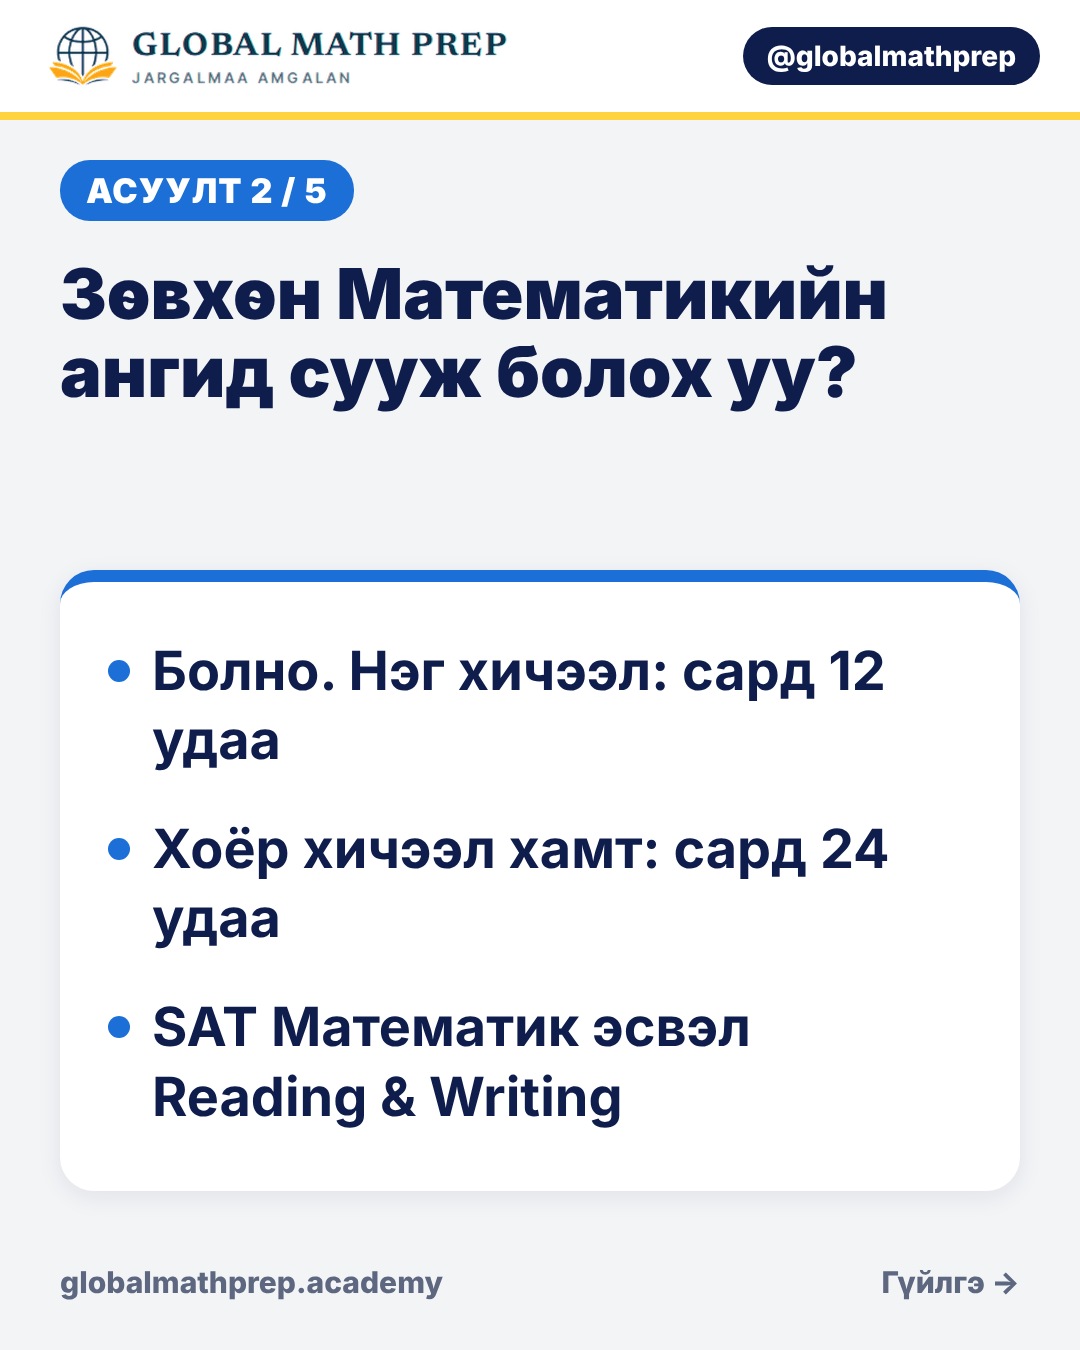 GLOBAL MATH PREP
JARGALMAA AMGALAN
@globalmathprep
АСУУЛТ 2 / 5
Зөвхөн Математикийн
ангид сууж болох уу?
Болно. Нэг хичээл: сард 12
удаа
Хоёр хичээл хамт: сард 24
удаа
SAT Математик эсвэл
Reading & Writing
globalmathprep.academy
Гүйлгэ →